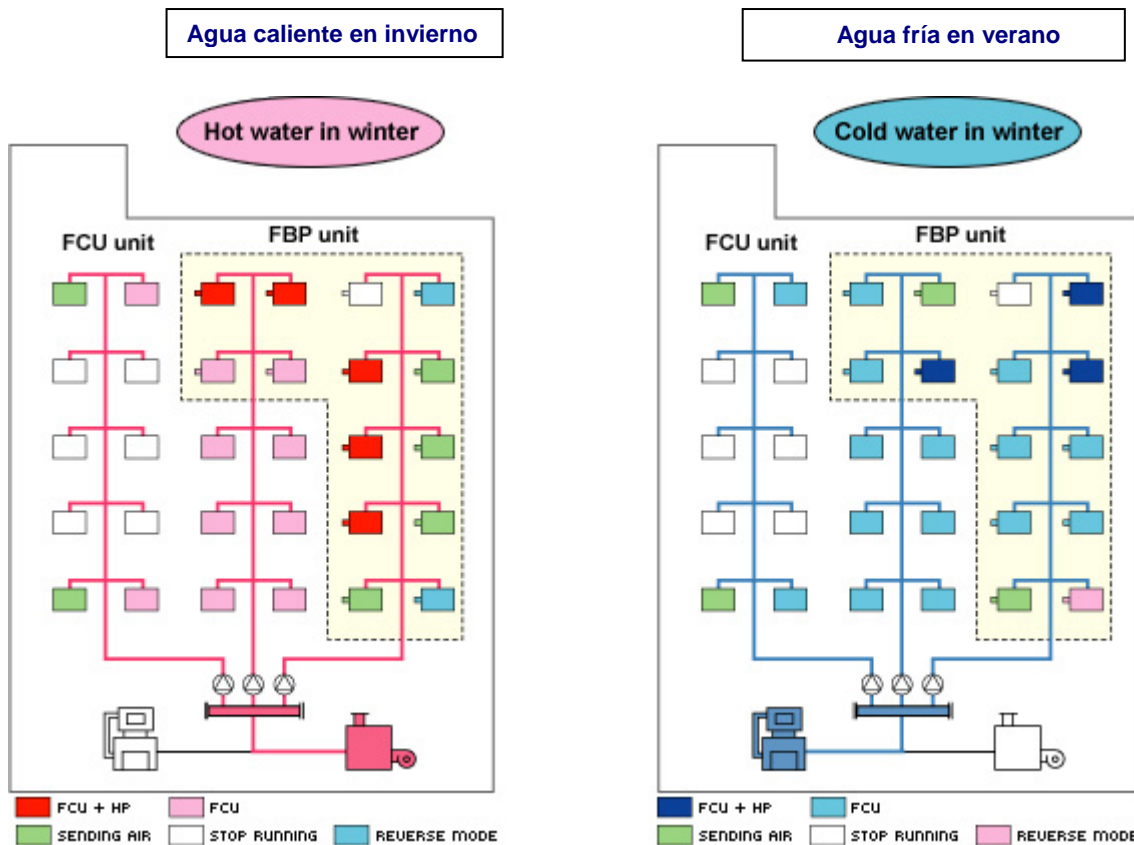 Agua caliente en invierno
Hot water in winter
FCU unit
FBP unit
FCU + HP
FCU
SENDING AIR
STOP RUNNING
REVERSE MODE
Agua fría en verano
Cold water in winter
FCU unit
FBP unit
FCU + HP
FCU
SENDING AIR
STOP RUNNING
REVERSE MODE